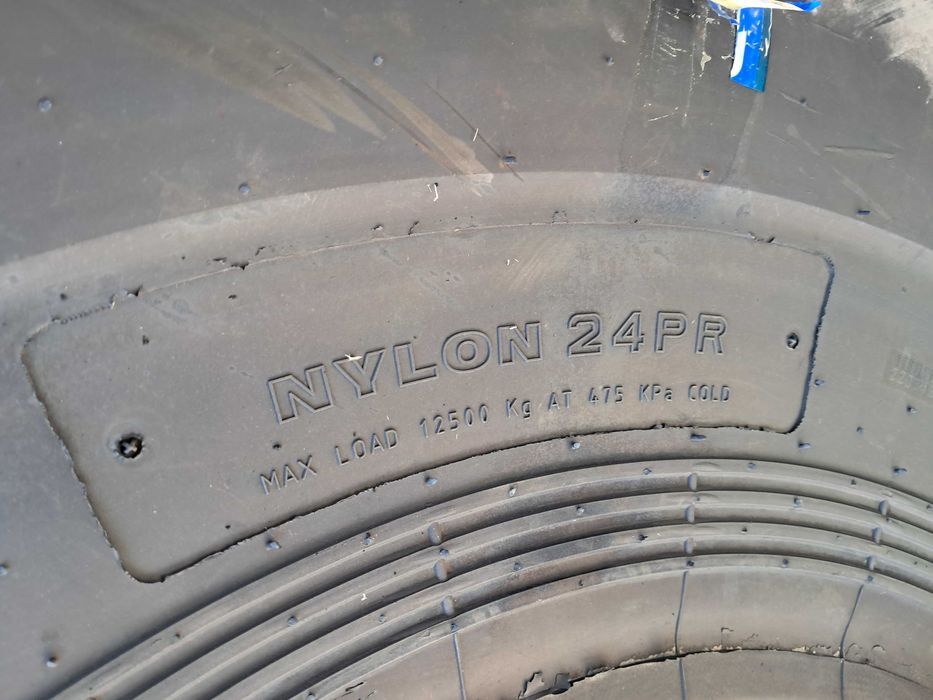 NYLON 24PR
MAX LOAD 12500 Kg AT 475 KPa COLD